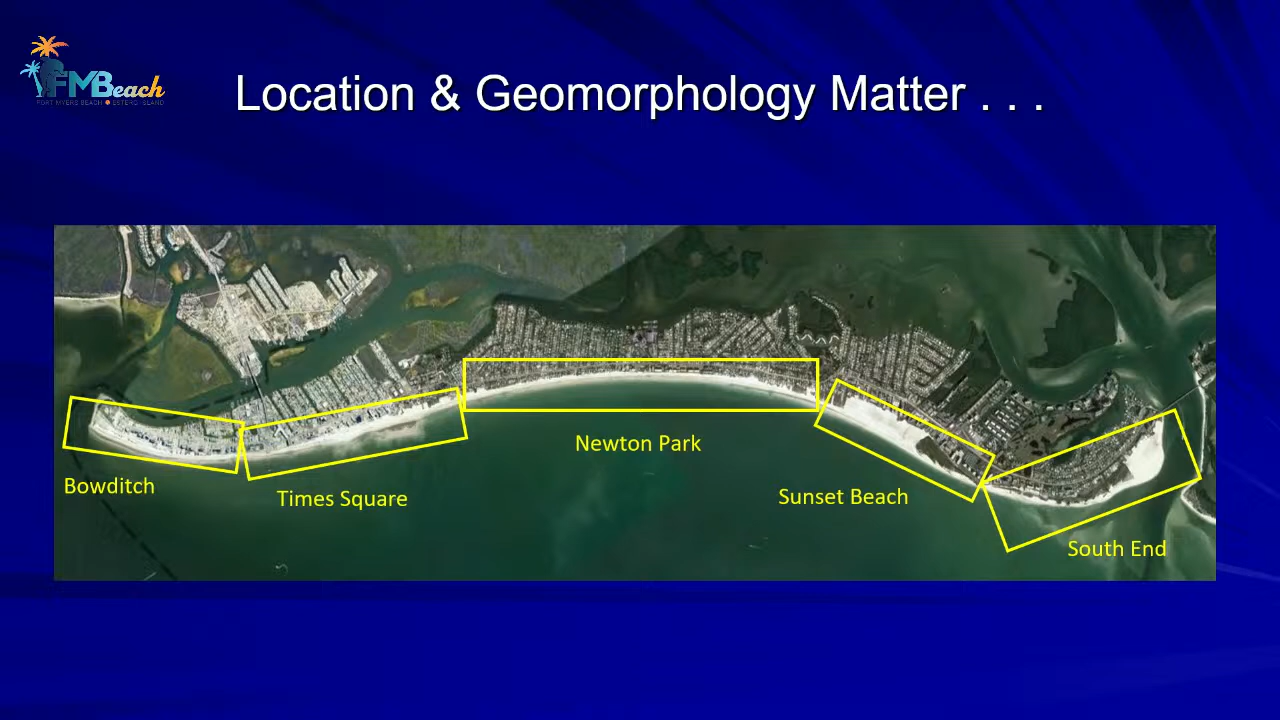 FMBeach
FORT MYERS BEACH ESTERO ISLAND
Location & Geomorphology Matter . . .
Bowditch
Times Square
Newton Park
Sunset Beach
South End